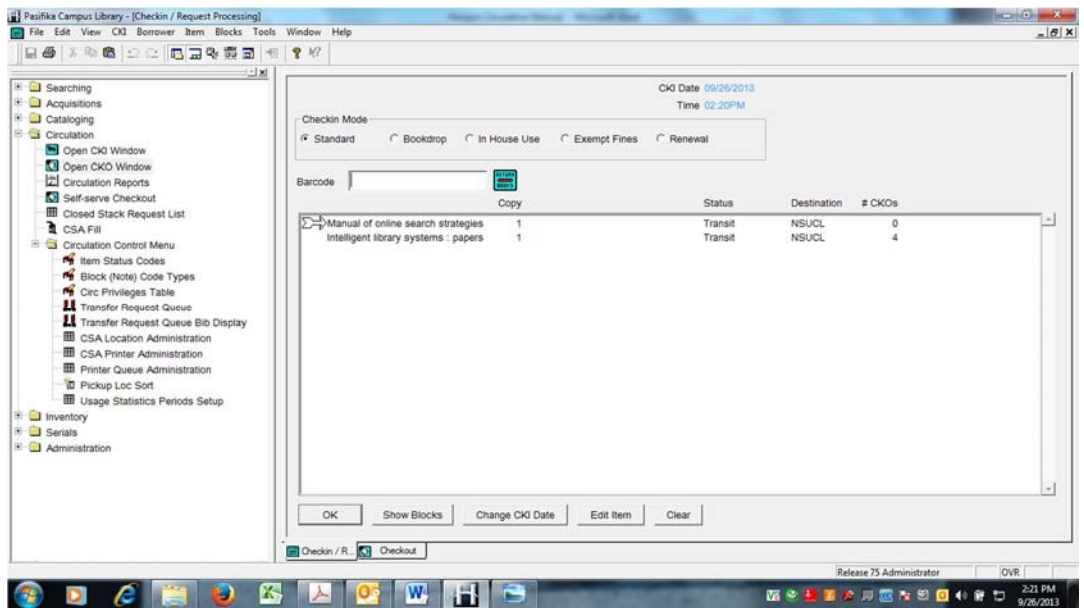 Pasifika Campus Library - [Checkin / Request Processing]
File Edit View CKI Borrower Item Blocks Tools Window Help
Searching
Acquisitions
Cataloging
Circulation
Open CKI Window
Open CKO Window
Circulation Reports
Self-serve Checkout
Closed Stack Request List
CSA Fill
Circulation Control Menu
Item Status Codes
Block (Note) Code Types
Circ Privileges Table
Transfer Request Queue
Transfer Request Queue Bib Display
CSA Location Administration
CSA Printer Administration
Printer Queue Administration
Pickup Loc Sort
Usage Statistics Periods Setup
Inventory
Serials
Administration
CKI Date 09/26/2013
Time 02:20PM
Checkin Mode
Standard Bookdrop In House Use Exempt Fines Renewal
Barcode
Copy Status Destination # CKOs
Manual of online search strategies 1 Transit NSUCL 0
Intelligent library systems : papers 1 Transit NSUCL 4
OK Show Blocks Change CKI Date Edit Item Clear
Checkin / R... Checkout
Release 75 Administrator OVR
2:21 PM
9/26/2013